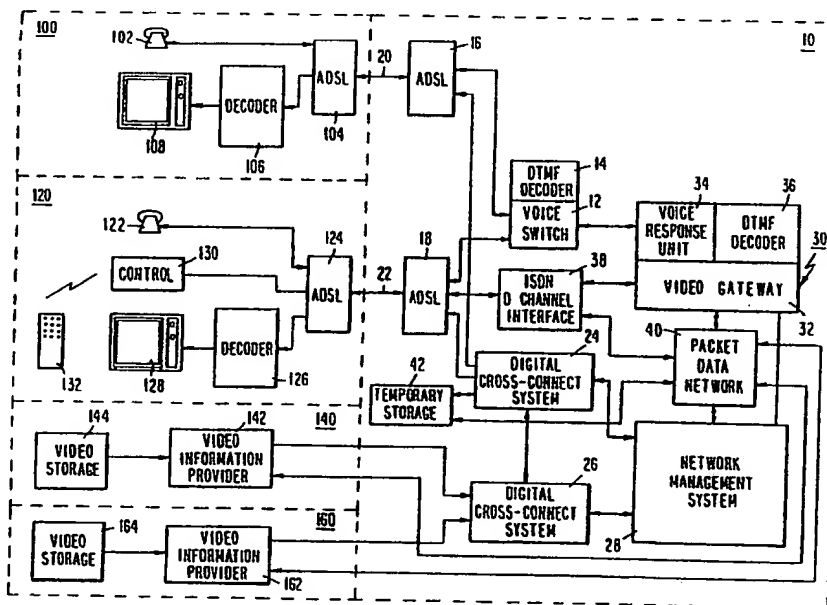 100
102
ADSL
104
DECODER
106
108
16
ADSL
20
10
DTMF
DECODER
14
VOICE
SWITCH
12
34
VOICE
RESPONSE
UNIT
36
DTMF
DECODER
30
VIDEO GATEWAY
32
120
122
124
ADSL
130
CONTROL
132
128
DECODER
126
22
18
ADSL
38
ISDN
D CHANNEL
INTERFACE
40
PACKET
DATA
NETWORK
24
DIGITAL
CROSS-CONNECT
SYSTEM
42
TEMPORARY
STORAGE
140
144
VIDEO
STORAGE
142
VIDEO
INFORMATION
PROVIDER
26
DIGITAL
CROSS-CONNECT
SYSTEM
NETWORK
MANAGEMENT
SYSTEM
28
160
164
VIDEO
STORAGE
VIDEO
INFORMATION
PROVIDER
162